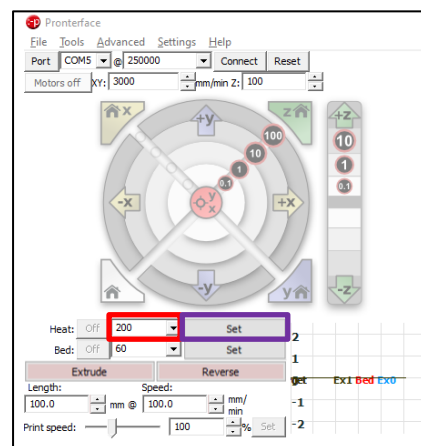 Pronterface
File Tools Advanced Settings Help
Port COM5 @ 250000 Connect Reset
Motors off XY: 3000 mm/min Z: 100
x +y z +z
100
10 10
1 1
0.1 0.1
-x y x +x
-y y -z
Heat: Off 200 Set
Bed: Off 60 Set
Extrude Reverse
Length: Speed:
100.0 mm @ 100.0 mm/min
Print speed: 100 % Set
2
1
Ex1 Bed Ex0
-1
-2